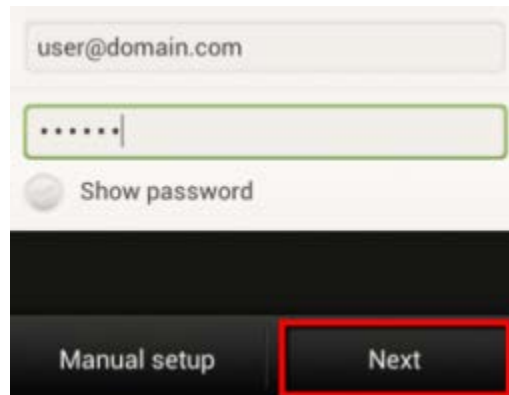 user@domain.com
••••••
Show password
Manual setup
Next